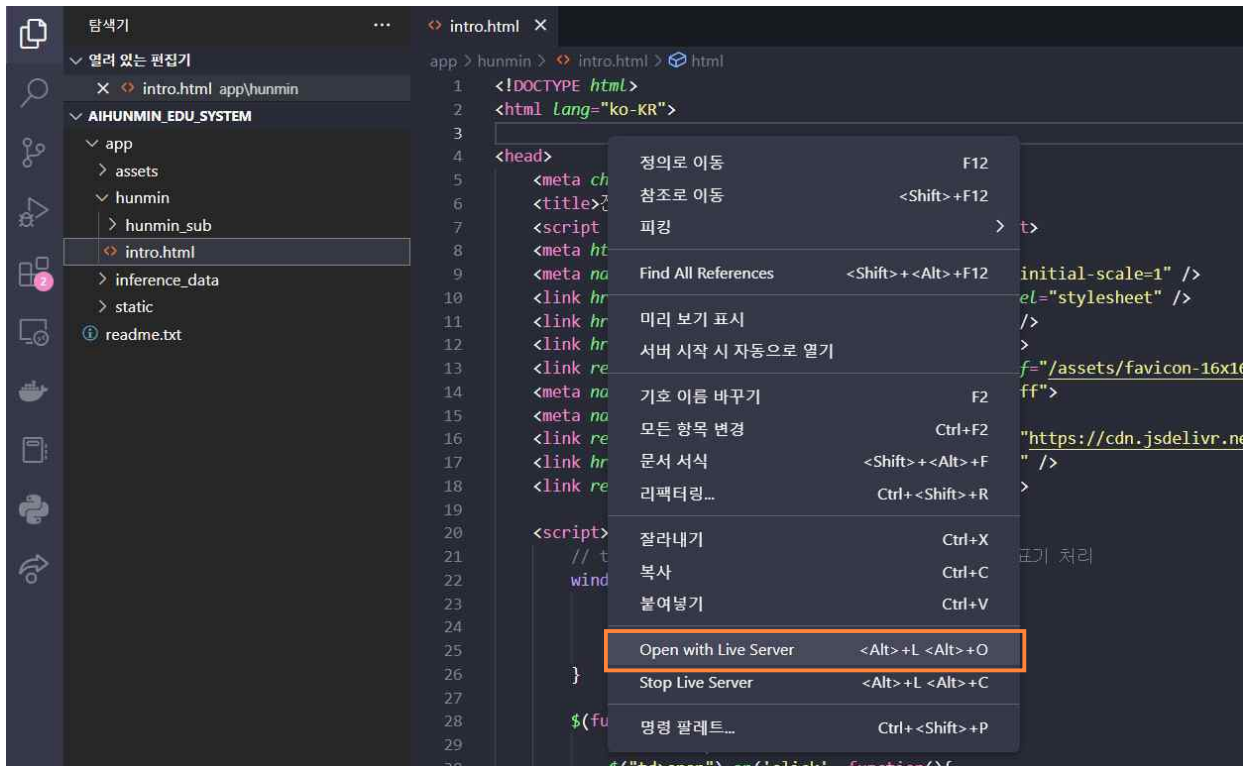 탐색기 ···
열려 있는 편집기
intro.html app\hunmin
AIHUNMIN_EDU_SYSTEM
app
assets
hunmin
hunmin_sub
intro.html
inference_data
static
readme.txt
2
intro.html
app > hunmin > intro.html > html
1 <!DOCTYPE html>
2 <html lang="ko-KR">
3
4 <head>
5 <meta ch
6 <title>
7 <script t>
8 <meta ht
9 <meta na initial-scale=1" />
10 <link hr el="stylesheet" />
11 <link hr />
12 <link hr >
13 <link re f="/assets/favicon-16x16
14 <meta na ff">
15 <meta na
16 <link re "https://cdn.jsdelivr.ne
17 <link hr " />
18 <link re >
19
20 <script>
21 // t 표기 처리
22 wind
23
24
25
26 }
27
28 $(fu
29
정의로 이동 F12
참조로 이동 <Shift>+F12
피킹 >
Find All References <Shift>+<Alt>+F12
미리 보기 표시
서버 시작 시 자동으로 열기
기호 이름 바꾸기 F2
모든 항목 변경 Ctrl+F2
문서 서식 <Shift>+<Alt>+F
리팩터링... Ctrl+<Shift>+R
잘라내기 Ctrl+X
복사 Ctrl+C
붙여넣기 Ctrl+V
Open with Live Server <Alt>+L <Alt>+O
Stop Live Server <Alt>+L <Alt>+C
명령 팔레트... Ctrl+<Shift>+P